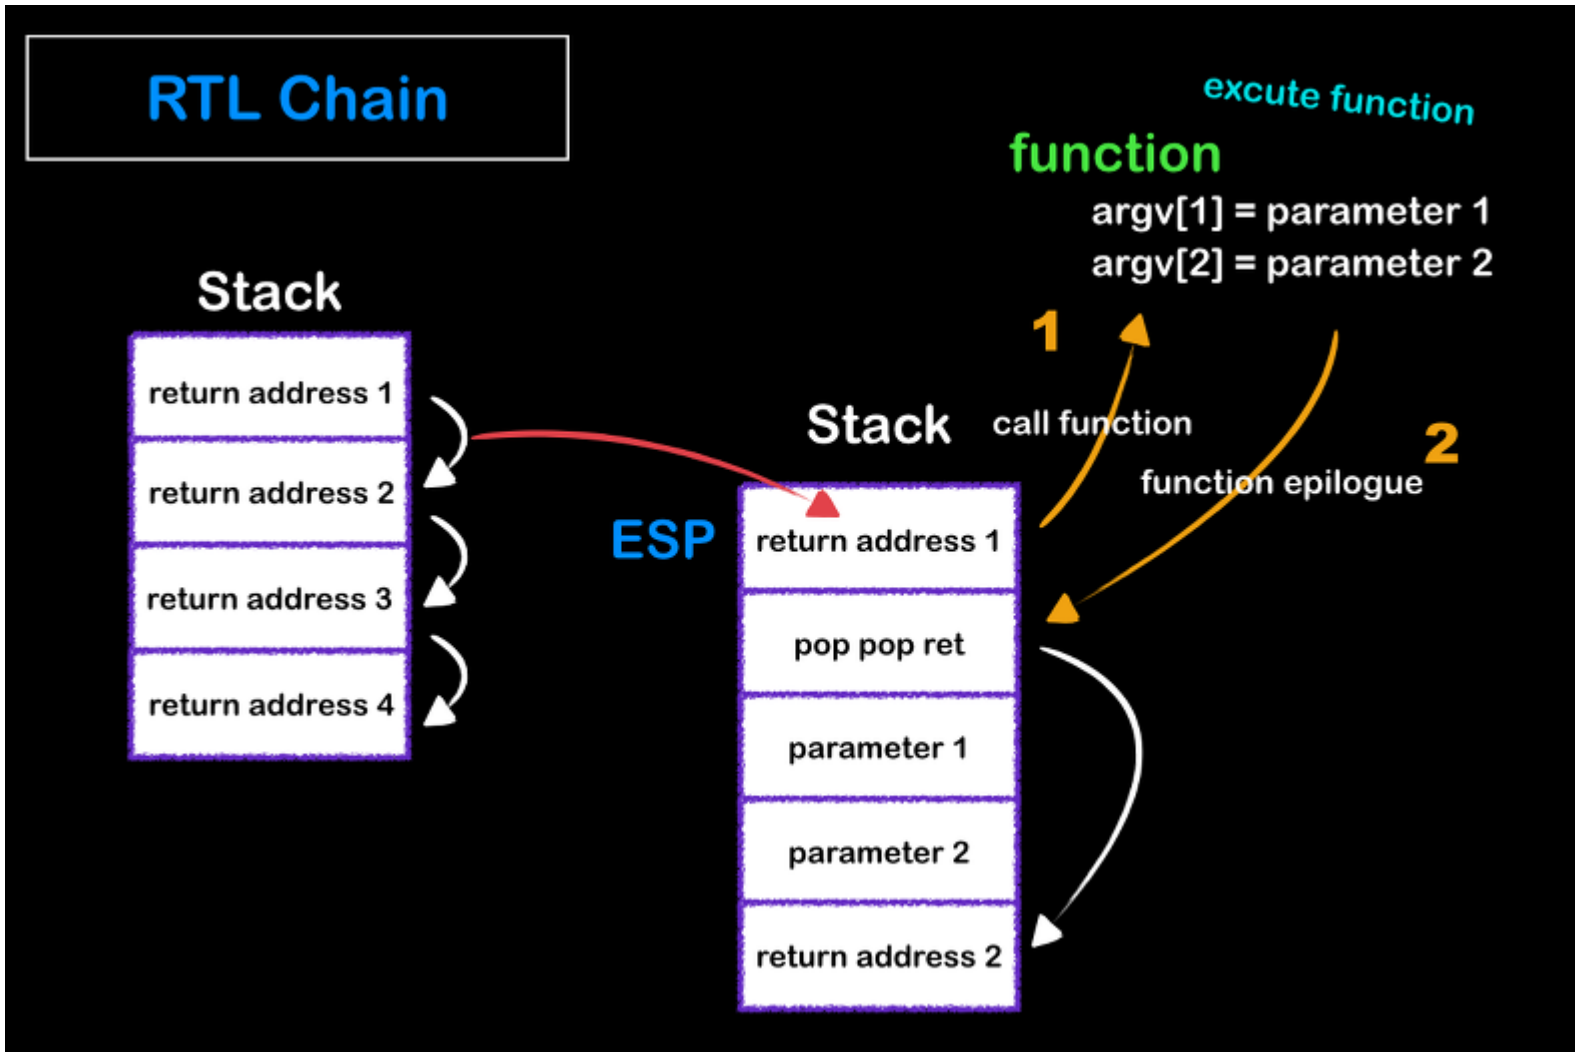 RTL Chain
excute function
function
argv[1] = parameter 1
argv[2] = parameter 2
Stack
return address 1
return address 2
return address 3
return address 4
1
call function
2
function epilogue
Stack
ESP
return address 1
pop pop ret
parameter 1
parameter 2
return address 2